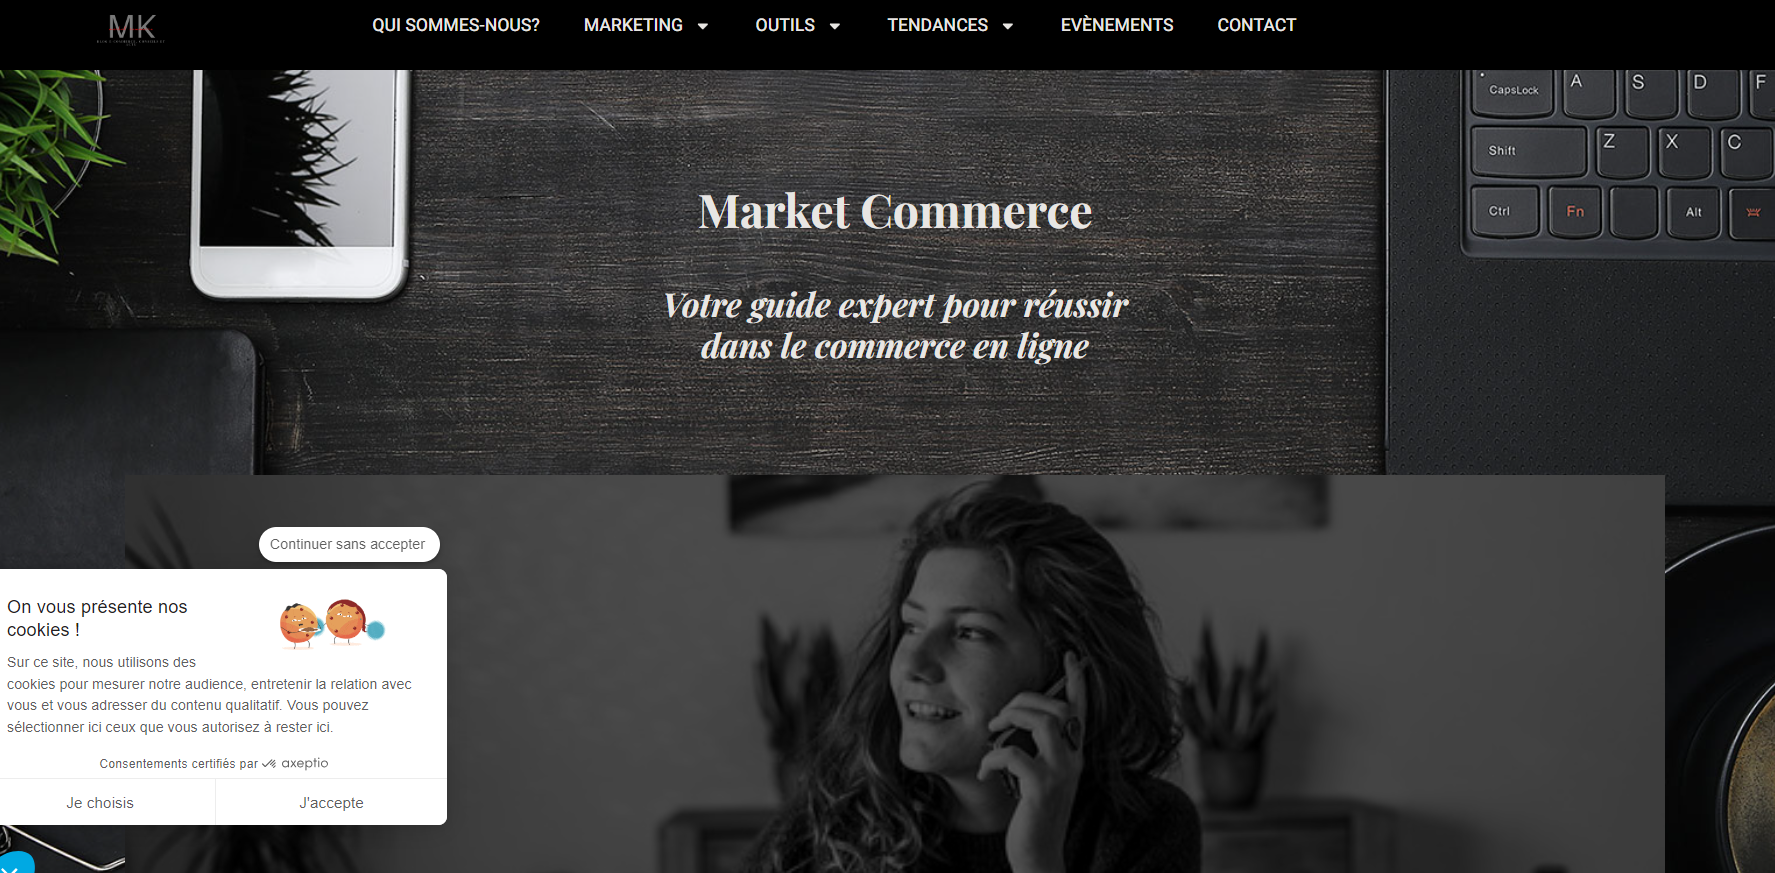 MK
QUI SOMMES-NOUS?
MARKETING
OUTILS
TENDANCES
EVÈNEMENTS
CONTACT
CapsLock
A
S
D
F
Shift
Z
X
C
Ctrl
Fn
Alt
Market Commerce
Votre guide expert pour réussir
dans le commerce en ligne
Continuer sans accepter
On vous présente nos
cookies !
Sur ce site, nous utilisons des
cookies pour mesurer notre audience, entretenir la relation avec
vous et vous adresser du contenu qualitatif. Vous pouvez
sélectionner ici ceux que vous autorisez à rester ici.
Consentements certifiés par axeptio
Je choisis
J'accepte